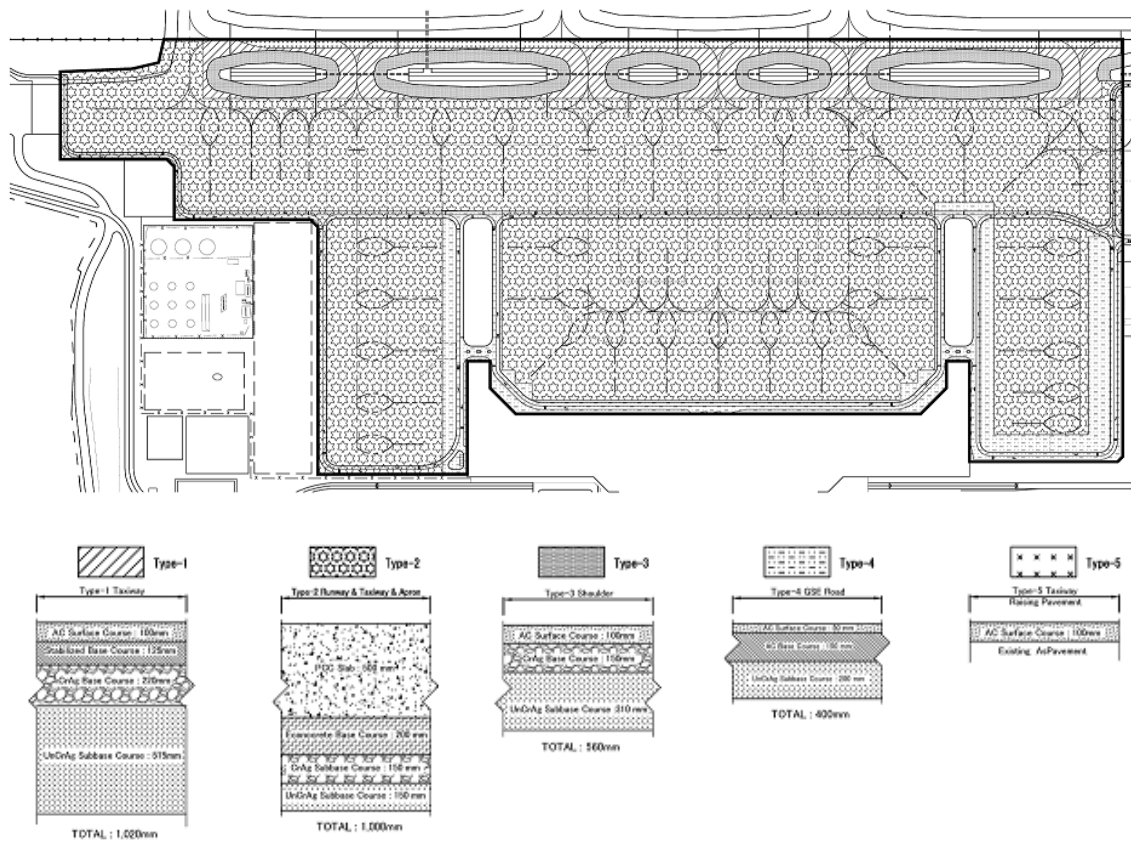 Type-1
Type-1 Taxiway
AC Surface Course : 100mm
Stabilized Base Course : 125mm
CrAg Base Course : 220mm
UnCrAg Subbase Course : 575mm
TOTAL : 1,020mm
Type-2
Type-2 Runway & Taxiway & Apron
PCC Slab : 500 mm
Econocrete Base Course : 200 mm
CrAg Subbase Course : 150 mm
UnCrAg Subbase Course : 150 mm
TOTAL : 1,000mm
Type-3
Type-3 Shoulder
AC Surface Course : 100mm
CrAg Base Course : 150mm
UnCrAg Subbase Course : 310mm
TOTAL : 560mm
Type-4
Type-4 GSE Road
AC Surface Course : 50 mm
AC Base Course : 150 mm
UnCrAg Subbase Course : 200 mm
TOTAL : 400mm
Type-5
Type-5 Taxiway
Raising Pavement
AC Surface Course : 100mm
Existing AsPavement